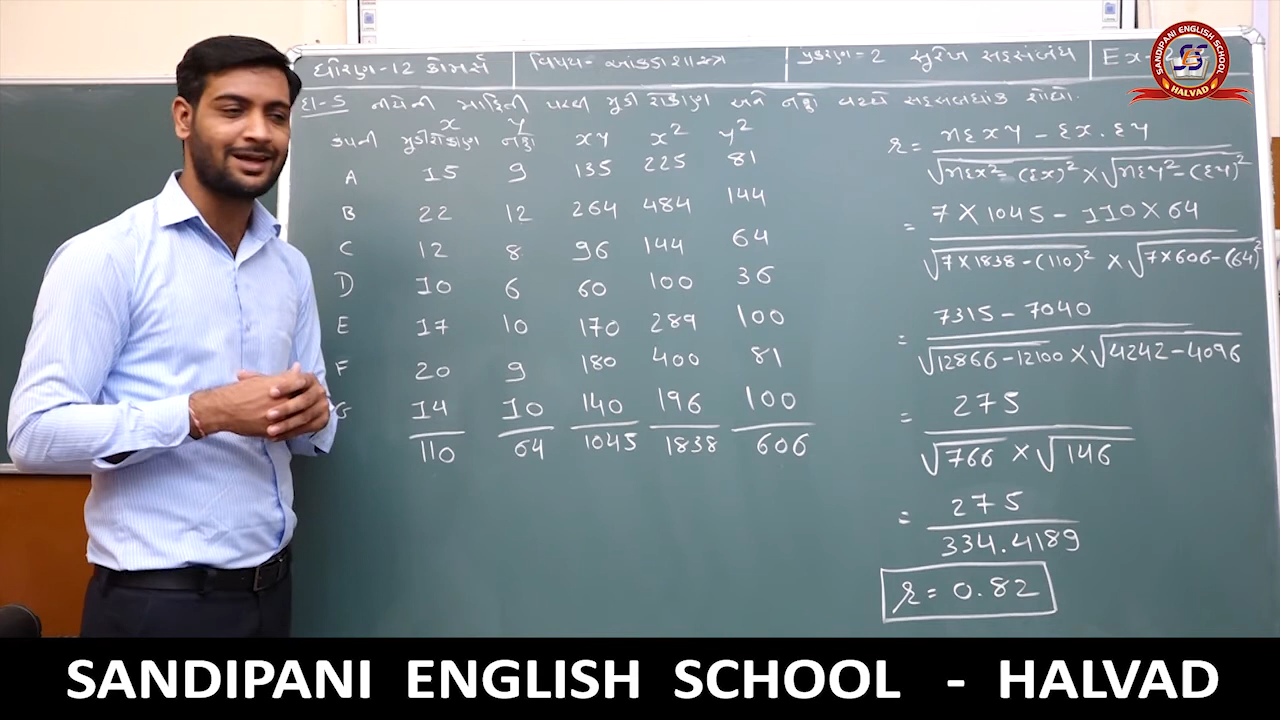 ધોરણ-12 કોમર્સ વિષય- આંકડાશાસ્ત્ર પ્રકરણ-2 સુરેખ સહસંબંધ Ex-
SANDIPANI ENGLISH SCHOOL
SS
HALVAD
દા-5 નીચેની માહિતી પરથી મુડી રોકાણ અને નફા વચ્ચે સહસંબંધાંક શોધો.
x y
કંપની મુડીરોકાણ નફો xy x² y²
A 15 9 135 225 81
B 22 12 264 484 144
C 12 8 96 144 64
D 10 6 60 100 36
E 17 10 170 289 100
F 20 9 180 400 81
G 14 10 140 196 100
110 64 1045 1838 606
r = nΣxy - Σx.Σy
√nΣx² - (Σx)² × √nΣy² - (Σy)²
= 7 × 1045 - 110 × 64
√7×1838-(110)² × √7×606-(64)²
= 7315 - 7040
√12866-12100 × √4242-4096
= 275
√766 × √146
= 275
334.4189
r = 0.82
SANDIPANI ENGLISH SCHOOL - HALVAD